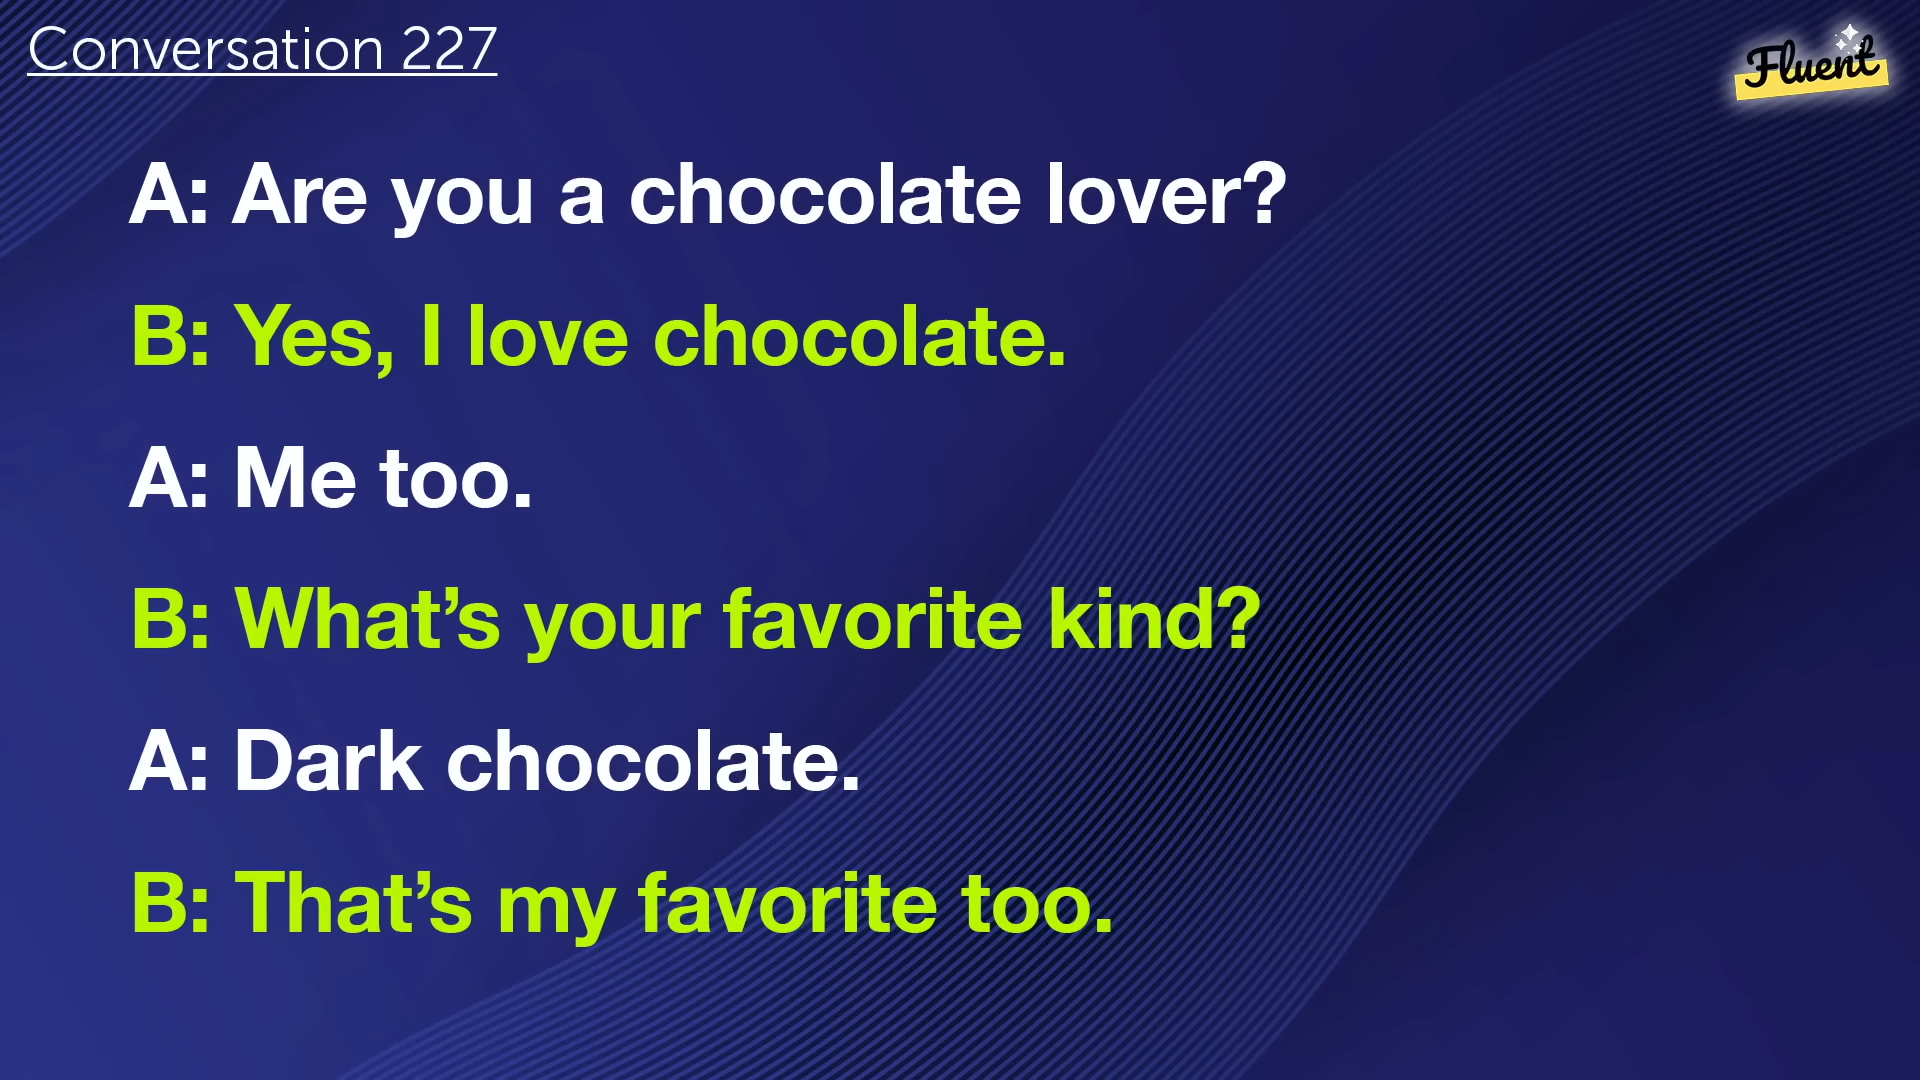 Conversation 227
Fluent
A: Are you a chocolate lover?
B: Yes, I love chocolate.
A: Me too.
B: What’s your favorite kind?
A: Dark chocolate.
B: That’s my favorite too.